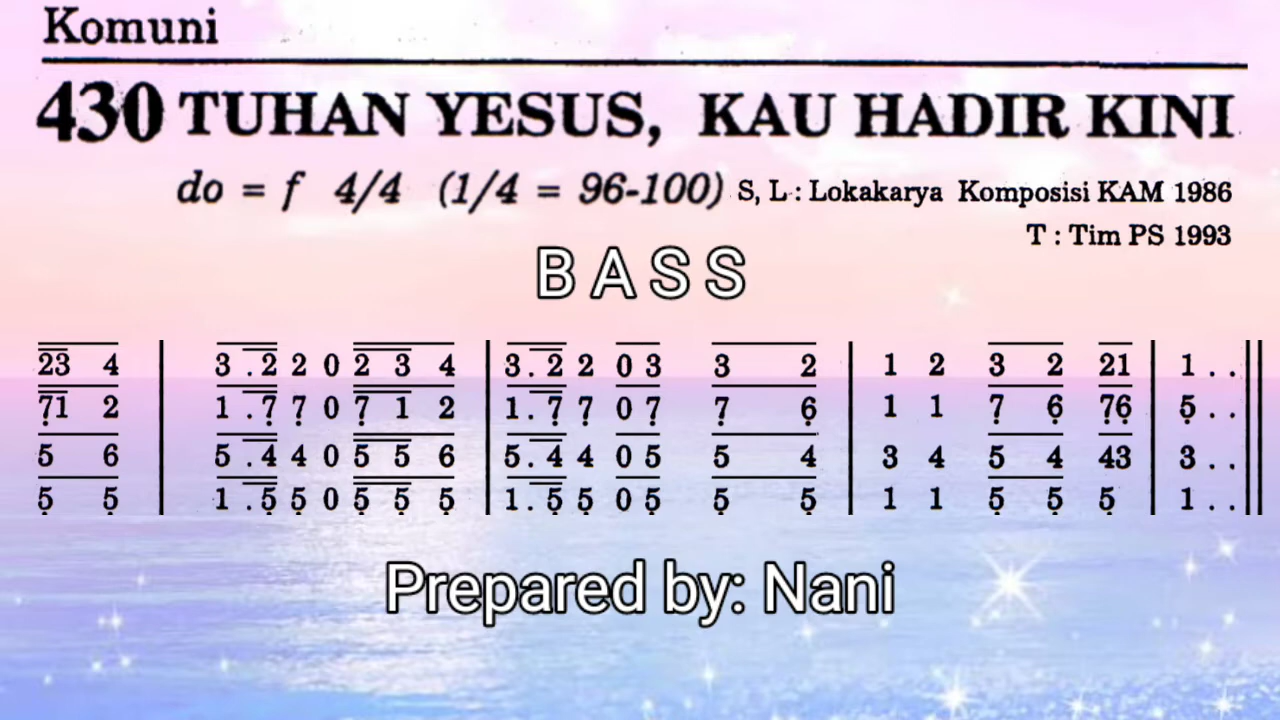 Komuni
430 TUHAN YESUS, KAU HADIR KINI
do = f 4/4 (1/4 = 96-100) S, L : Lokakarya Komposisi KAM 1986
T : Tim PS 1993
BASS
23 4 | 3 .2 2 0 2 3 4 | 3 .2 2 0 3 3 2 | 1 2 3 2 21 | 1 . . ||
7̣1 2 | 1 .7̣ 7̣ 0 7̣ 1 2 | 1 .7̣ 7̣ 0 7̣ 7̣ 6̣ | 1 1 7̣ 6̣ 7̣6̣ | 5̣ . . ||
5 6 | 5 .4 4 0 5 5 6 | 5 .4 4 0 5 5 4 | 3 4 5 4 43 | 3 . . ||
5̣ 5̣ | 1 .5̣ 5̣ 0 5̣ 5̣ 5̣ | 1 .5̣ 5̣ 0 5̣ 5̣ 5̣ | 1 1 5̣ 5̣ 5̣ | 1 . . ||
Prepared by: Nani